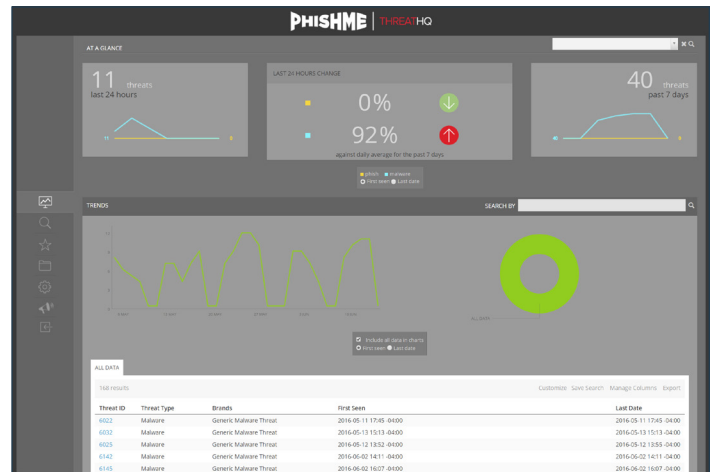 PHISHME | THREATHQ
AT A GLANCE
11 threats
last 24 hours
11
LAST 24 HOURS CHANGE
0%
92%
against daily average for the past 7 days
40 threats
past 7 days
40
phish malware
First seen Last date
TRENDS
SEARCH BY
Include all data in charts
First seen Last date
ALL DATA
168 results
Customize Save Search Manage Columns Export
Threat ID Threat Type Brands First Seen Last Date
6022 Malware Generic Malware Threat 2016-05-11 17:45 -04:00 2016-05-11 17:45 -04:00
6032 Malware Generic Malware Threat 2016-05-13 15:13 -04:00 2016-05-13 15:13 -04:00
6025 Malware Generic Malware Threat 2016-05-12 13:52 -04:00 2016-05-12 13:55 -04:00
6142 Malware Generic Malware Threat 2016-06-02 14:11 -04:00 2016-06-02 14:11 -04:00
6145 Malware Generic Malware Threat 2016-06-02 16:07 -04:00 2016-06-02 16:07 -04:00